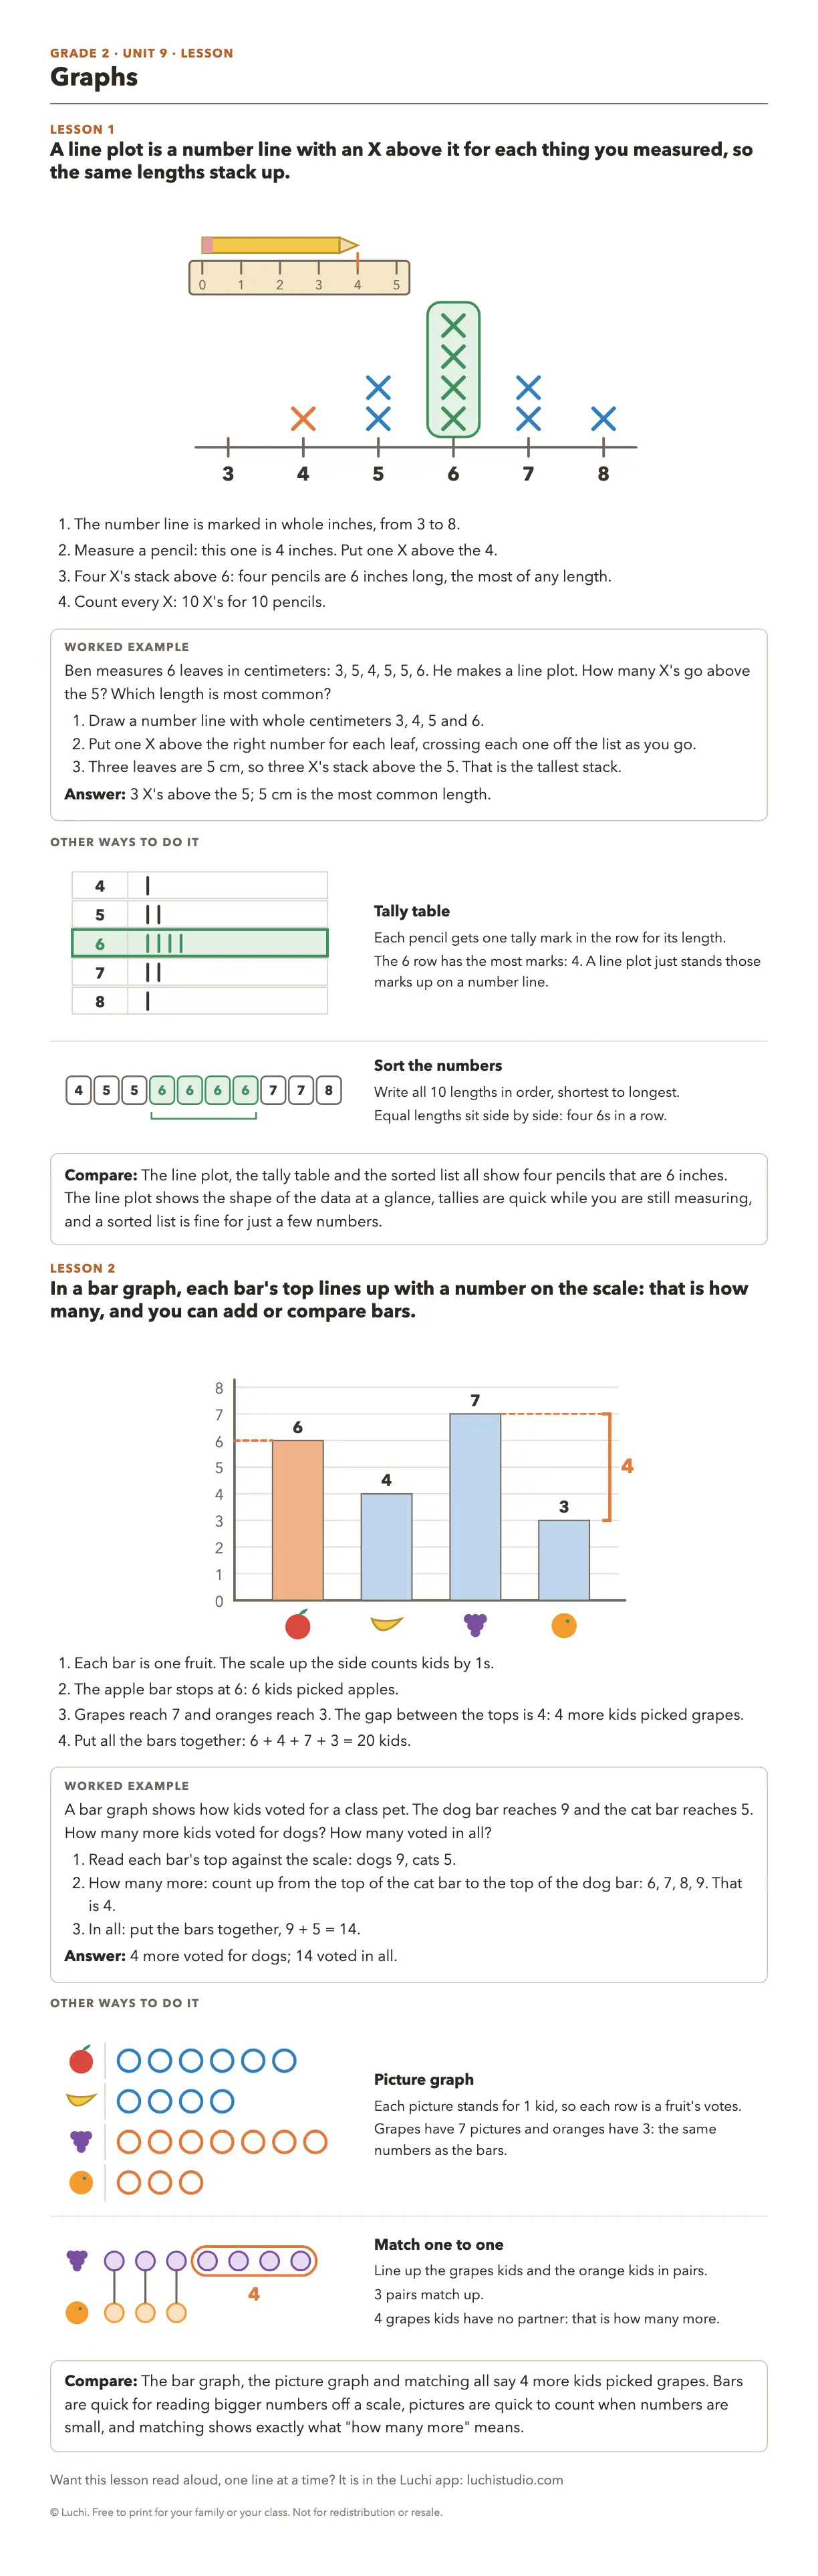 GRADE 2 · UNIT 9 · LESSON
Graphs
LESSON 1
A line plot is a number line with an X above it for each thing you measured, so
the same lengths stack up.
0 1 2 3 4 5
3 4 5 6 7 8
1. The number line is marked in whole inches, from 3 to 8.
2. Measure a pencil: this one is 4 inches. Put one X above the 4.
3. Four X's stack above 6: four pencils are 6 inches long, the most of any length.
4. Count every X: 10 X's for 10 pencils.
WORKED EXAMPLE
Ben measures 6 leaves in centimeters: 3, 5, 4, 5, 5, 6. He makes a line plot. How many X's go above
the 5? Which length is most common?
1. Draw a number line with whole centimeters 3, 4, 5 and 6.
2. Put one X above the right number for each leaf, crossing each one off the list as you go.
3. Three leaves are 5 cm, so three X's stack above the 5. That is the tallest stack.
Answer: 3 X's above the 5; 5 cm is the most common length.
OTHER WAYS TO DO IT
4
5
6
7
8
Tally table
Each pencil gets one tally mark in the row for its length.
The 6 row has the most marks: 4. A line plot just stands those
marks up on a number line.
4 5 5 6 6 6 6 7 7 8
Sort the numbers
Write all 10 lengths in order, shortest to longest.
Equal lengths sit side by side: four 6s in a row.
Compare: The line plot, the tally table and the sorted list all show four pencils that are 6 inches.
The line plot shows the shape of the data at a glance, tallies are quick while you are still measuring,
and a sorted list is fine for just a few numbers.
LESSON 2
In a bar graph, each bar's top lines up with a number on the scale: that is how
many, and you can add or compare bars.
8
7
6
5
4
3
2
1
0
6
4
7
3
4
1. Each bar is one fruit. The scale up the side counts kids by 1s.
2. The apple bar stops at 6: 6 kids picked apples.
3. Grapes reach 7 and oranges reach 3. The gap between the tops is 4: 4 more kids picked grapes.
4. Put all the bars together: 6 + 4 + 7 + 3 = 20 kids.
WORKED EXAMPLE
A bar graph shows how kids voted for a class pet. The dog bar reaches 9 and the cat bar reaches 5.
How many more kids voted for dogs? How many voted in all?
1. Read each bar's top against the scale: dogs 9, cats 5.
2. How many more: count up from the top of the cat bar to the top of the dog bar: 6, 7, 8, 9. That
is 4.
3. In all: put the bars together, 9 + 5 = 14.
Answer: 4 more voted for dogs; 14 voted in all.
OTHER WAYS TO DO IT
Picture graph
Each picture stands for 1 kid, so each row is a fruit's votes.
Grapes have 7 pictures and oranges have 3: the same
numbers as the bars.
4
Match one to one
Line up the grapes kids and the orange kids in pairs.
3 pairs match up.
4 grapes kids have no partner: that is how many more.
Compare: The bar graph, the picture graph and matching all say 4 more kids picked grapes. Bars
are quick for reading bigger numbers off a scale, pictures are quick to count when numbers are
small, and matching shows exactly what "how many more" means.
Want this lesson read aloud, one line at a time? It is in the Luchi app: luchistudio.com
© Luchi. Free to print for your family or your class. Not for redistribution or resale.